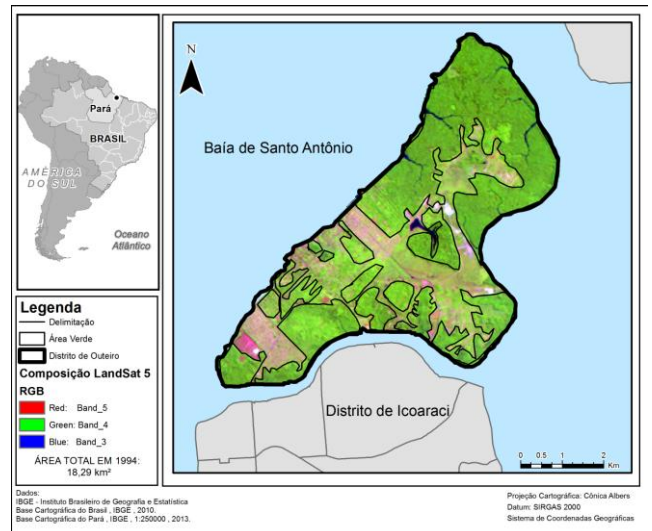 Pará
BRASIL
AMÉRICA
DO SUL
Oceano
Atlântico
N
Baía de Santo Antônio
Distrito de Icoaraci
0 0.5 1 2
Km
Legenda
Delimitação
Área Verde
Distrito de Outeiro
Composição LandSat 5
RGB
Red: Band_5
Green: Band_4
Blue: Band_3
ÁREA TOTAL EM 1994:
18,29 km²
Dados:
IBGE - Instituto Brasileiro de Geografia e Estatística
Base Cartográfica do Brasil , IBGE , 2010.
Base Cartográfica do Pará , IBGE , 1:250000 , 2013.
Projeção Cartográfica: Cônica Albers
Datum: SIRGAS 2000
Sistema de Coordenadas Geográficas